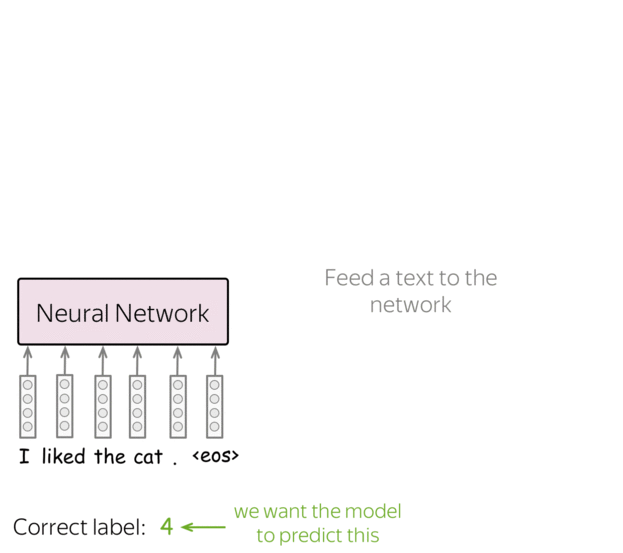 Feed a text to the
network
Neural Network
I liked the cat . <eos>
Correct label: 4
we want the model
to predict this